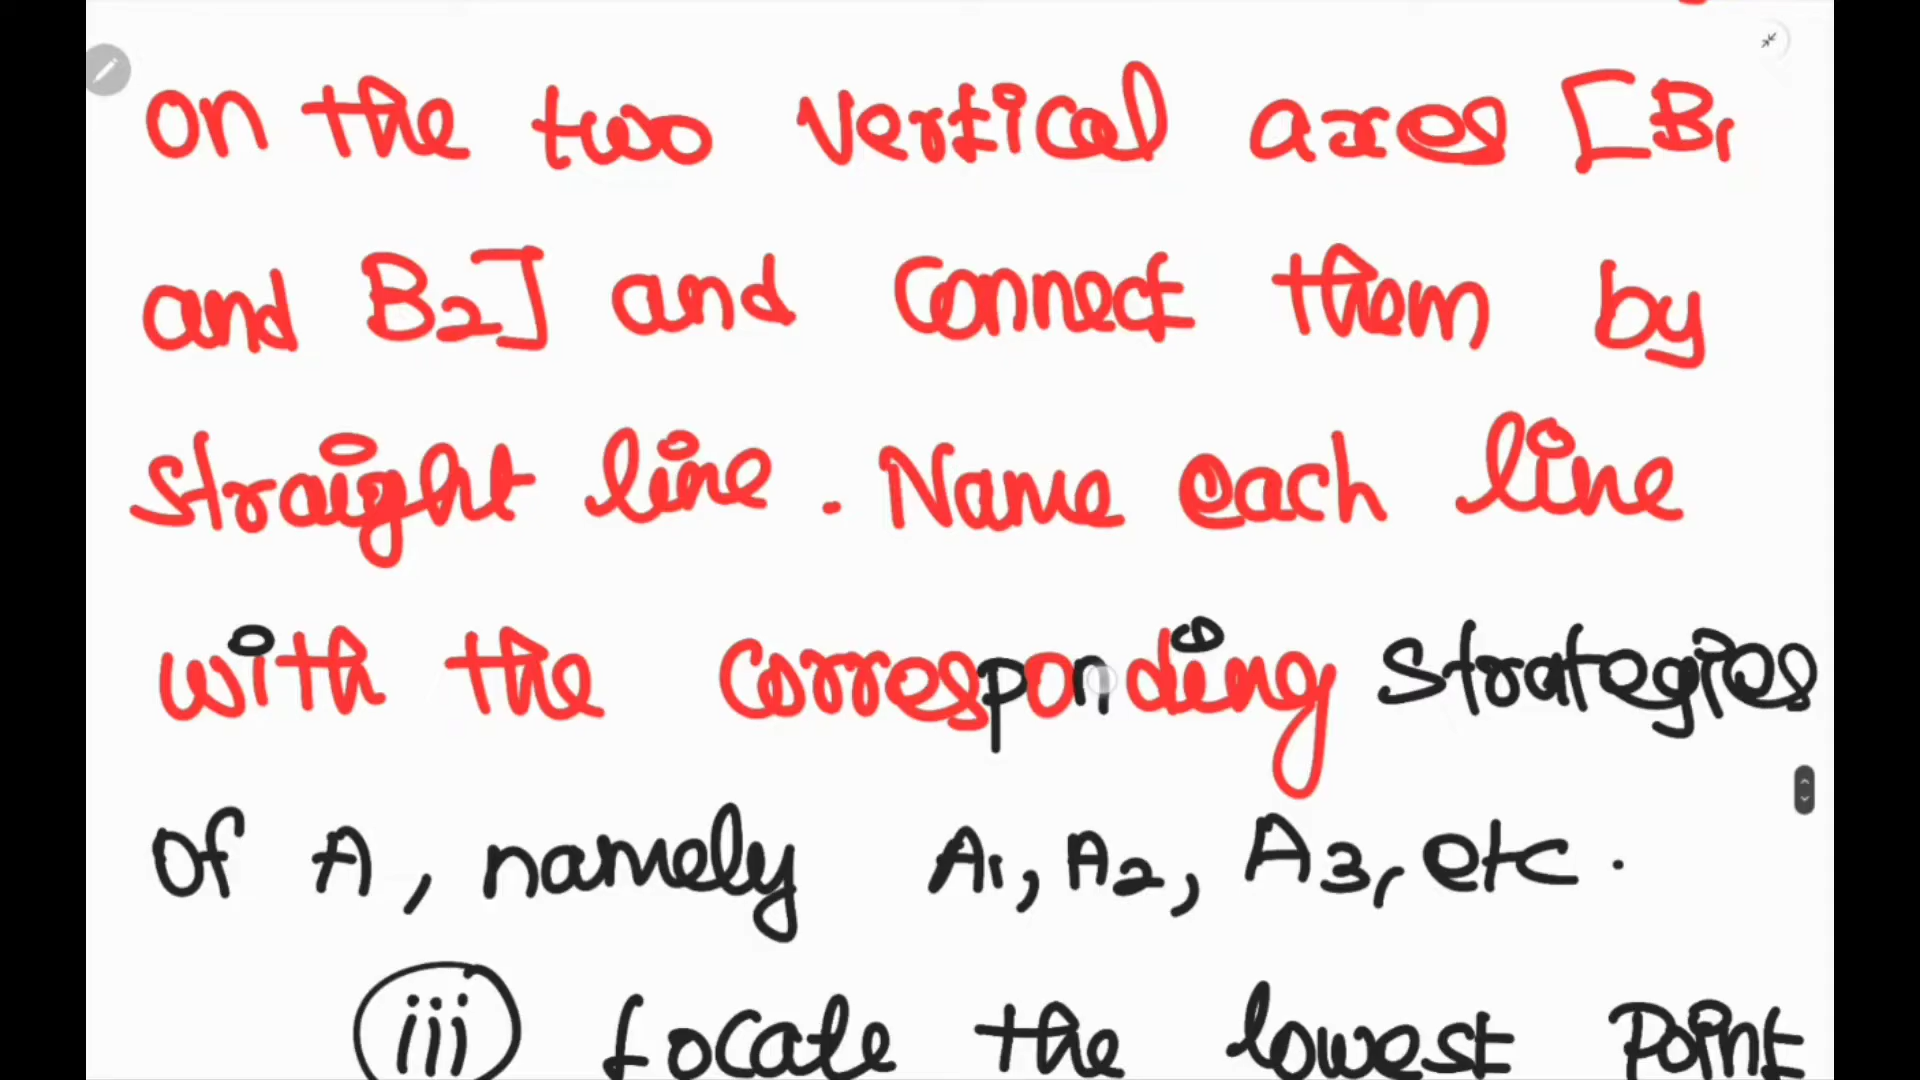 on the two vertical axes [B1
and B2] and connect them by
straight line. Name each line
with the corresponding strategies
of A, namely A1, A2, A3, etc.
iii Locate the lowest point